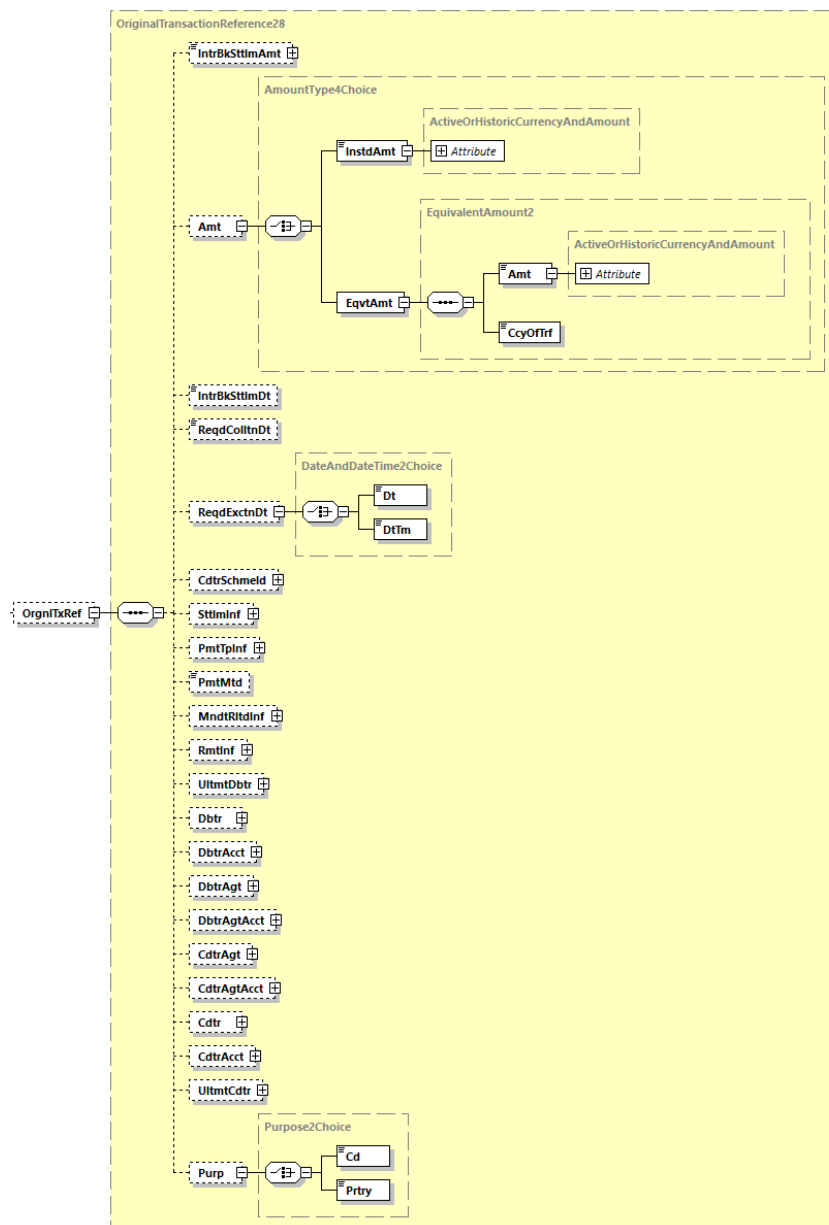 OriginalTransactionReference28
IntrBkSttlmAmt
AmountType4Choice
ActiveOrHistoricCurrencyAndAmount
InstdAmt
Attribute
EquivalentAmount2
Amt
ActiveOrHistoricCurrencyAndAmount
Amt
Attribute
EqvtAmt
CcyOfTrf
IntrBkSttlmDt
ReqdColltnDt
DateAndDateTime2Choice
Dt
ReqdExctnDt
DtTm
CdtrSchmeId
OrgnlTxRef
SttlmInf
PmtTpInf
PmtMtd
MndtRltdInf
RmtInf
UltmtDbtr
Dbtr
DbtrAcct
DbtrAgt
DbtrAgtAcct
CdtrAgt
CdtrAgtAcct
Cdtr
CdtrAcct
UltmtCdtr
Purpose2Choice
Cd
Purp
Prtry